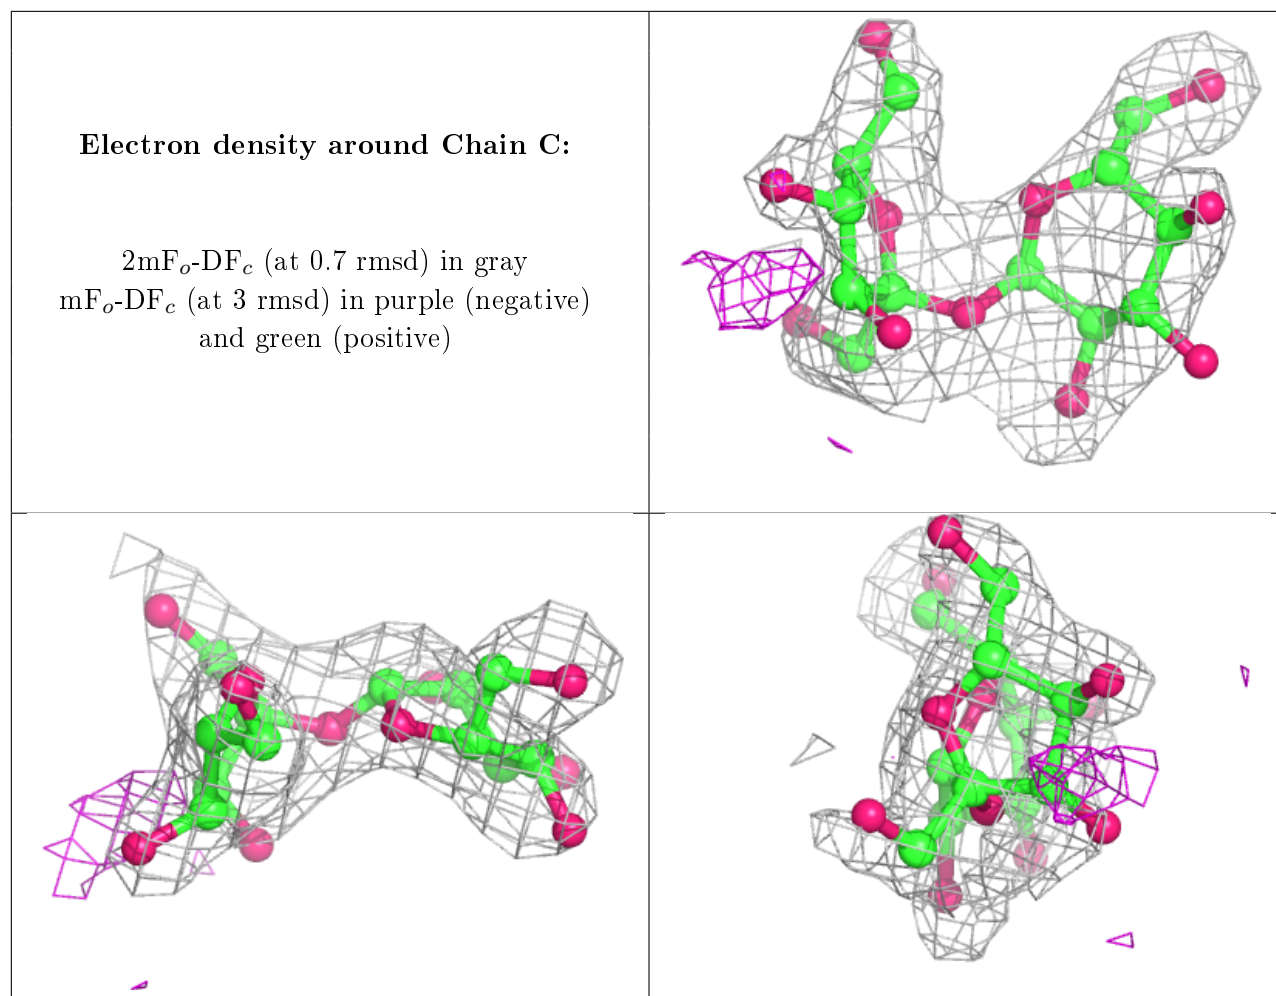 Electron density around Chain C:
2mF$_o$-DF$_c$ (at 0.7 rmsd) in gray
mF$_o$-DF$_c$ (at 3 rmsd) in purple (negative)
and green (positive)